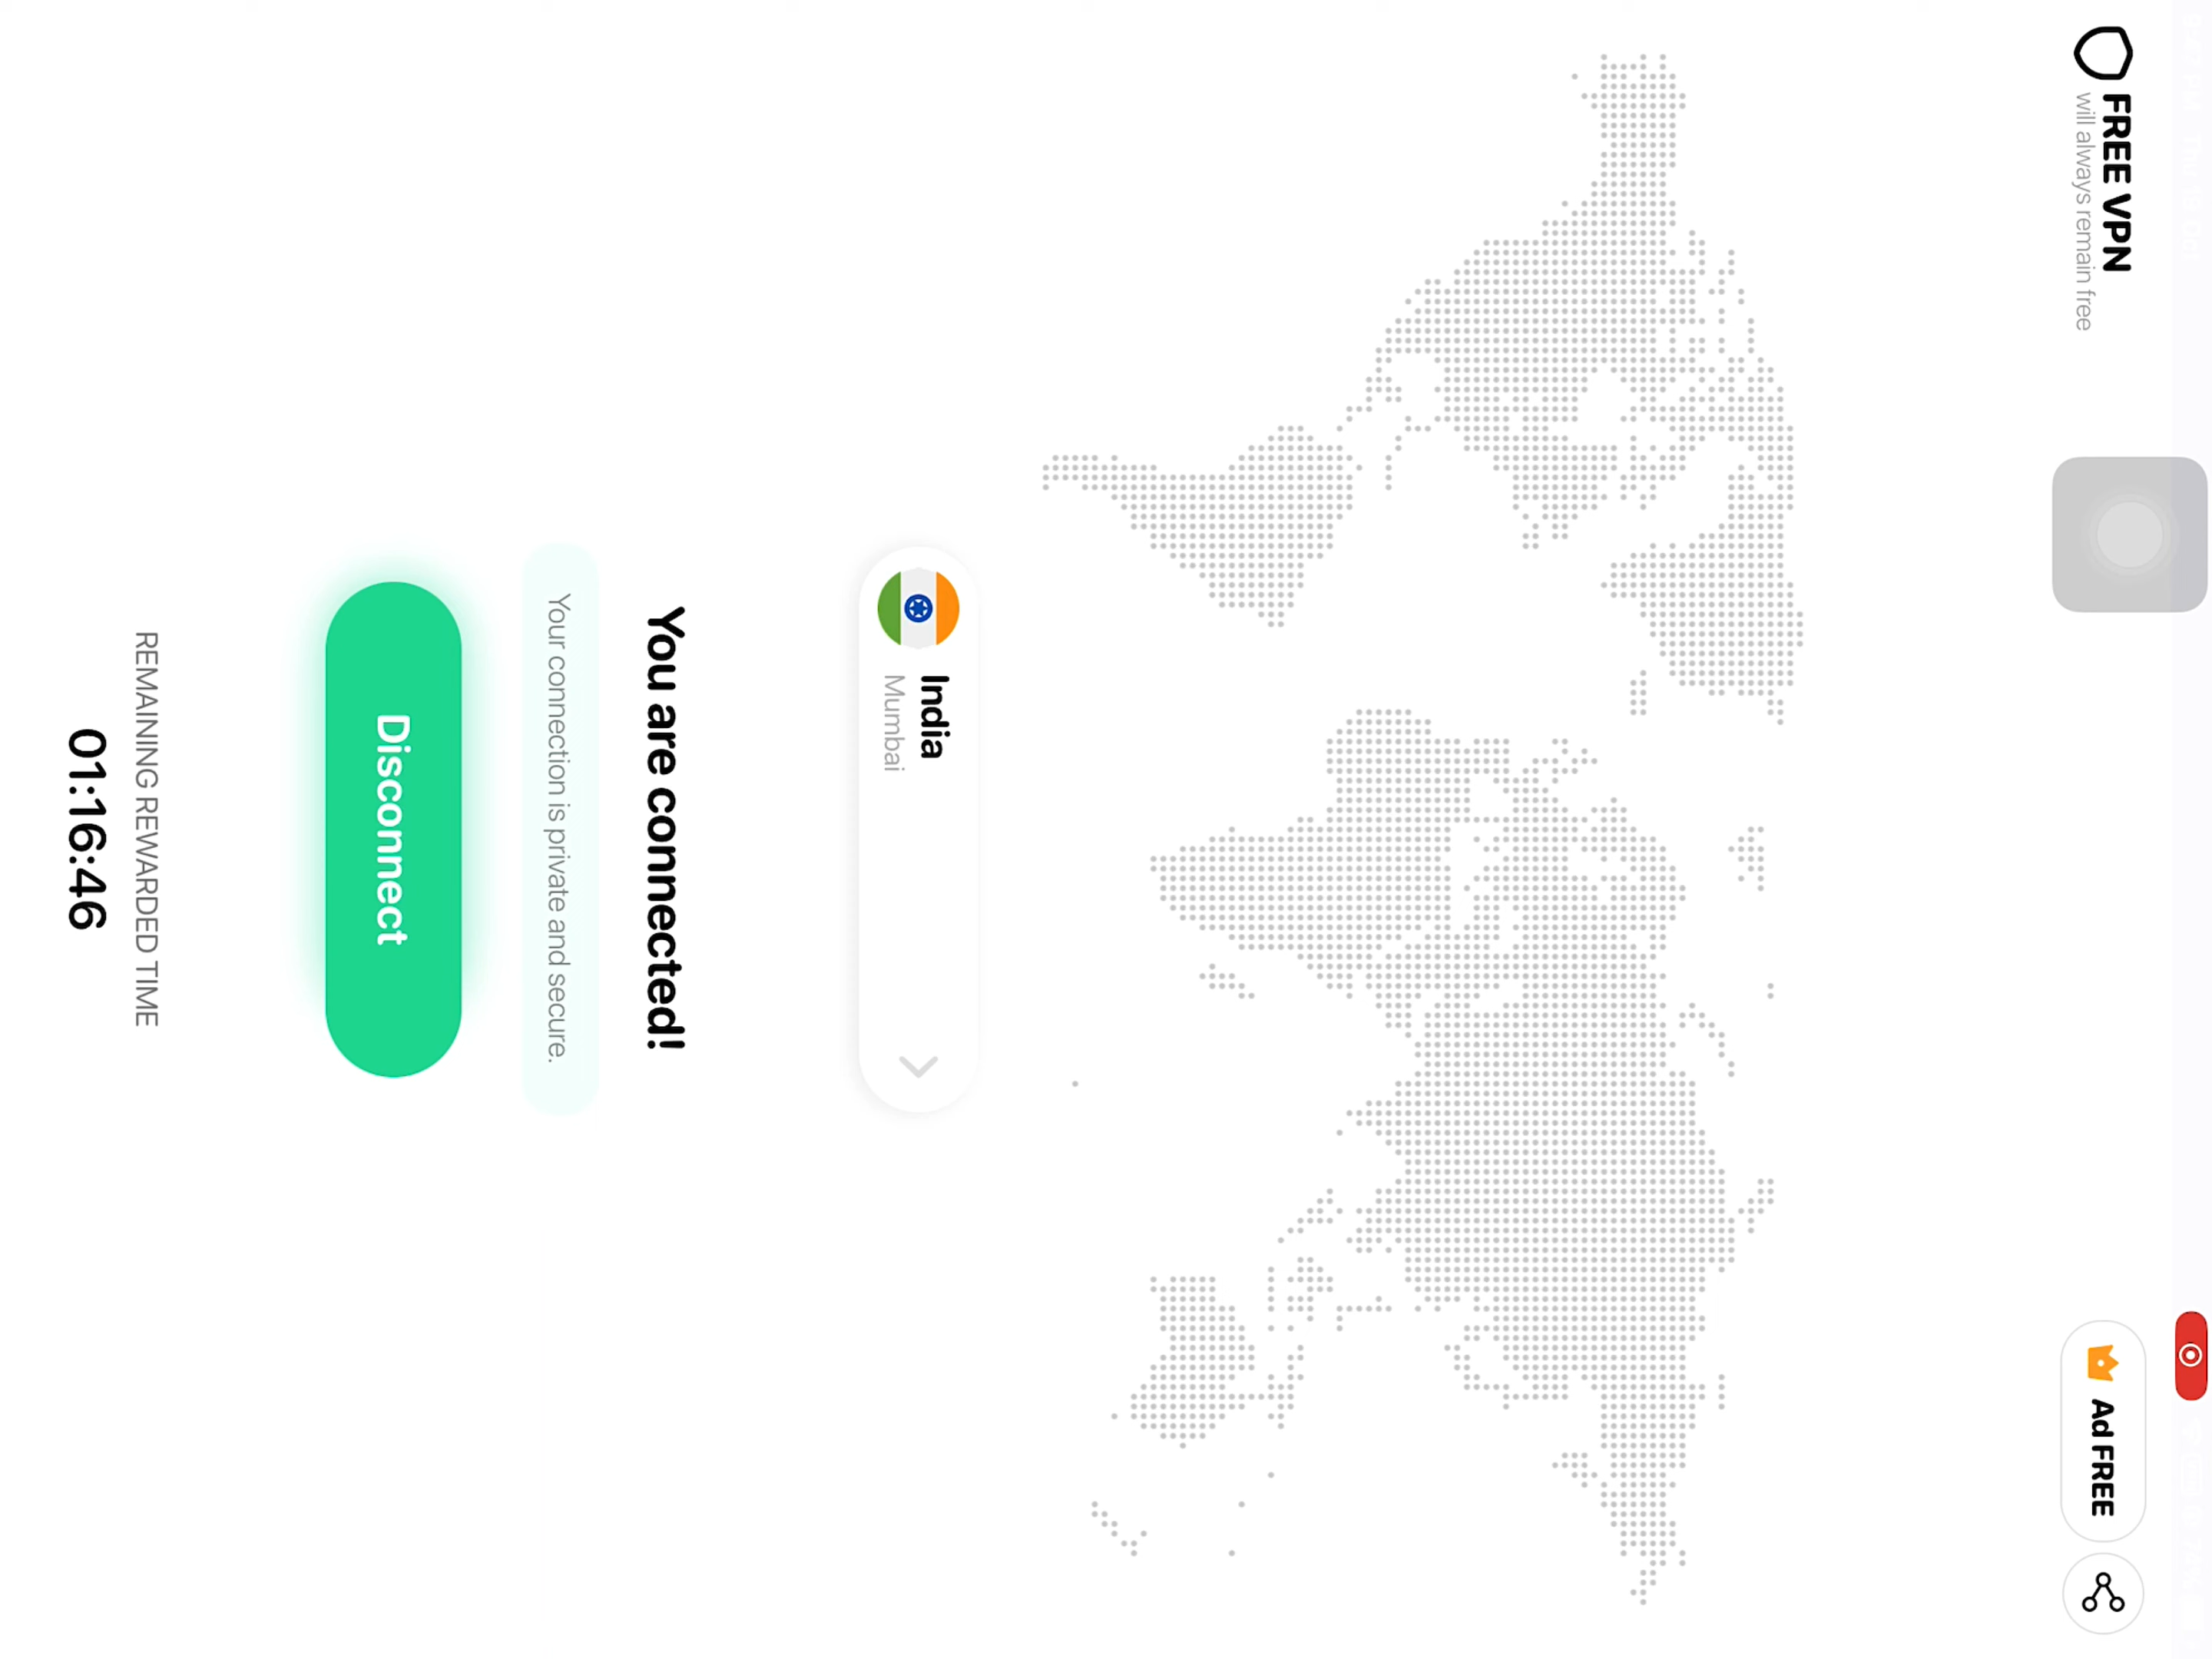 FREE VPN
will always remain free
Ad FREE
India
Mumbai
You are connected!
Your connection is private and secure.
Disconnect
REMAINING REWARDED TIME
01:16:46